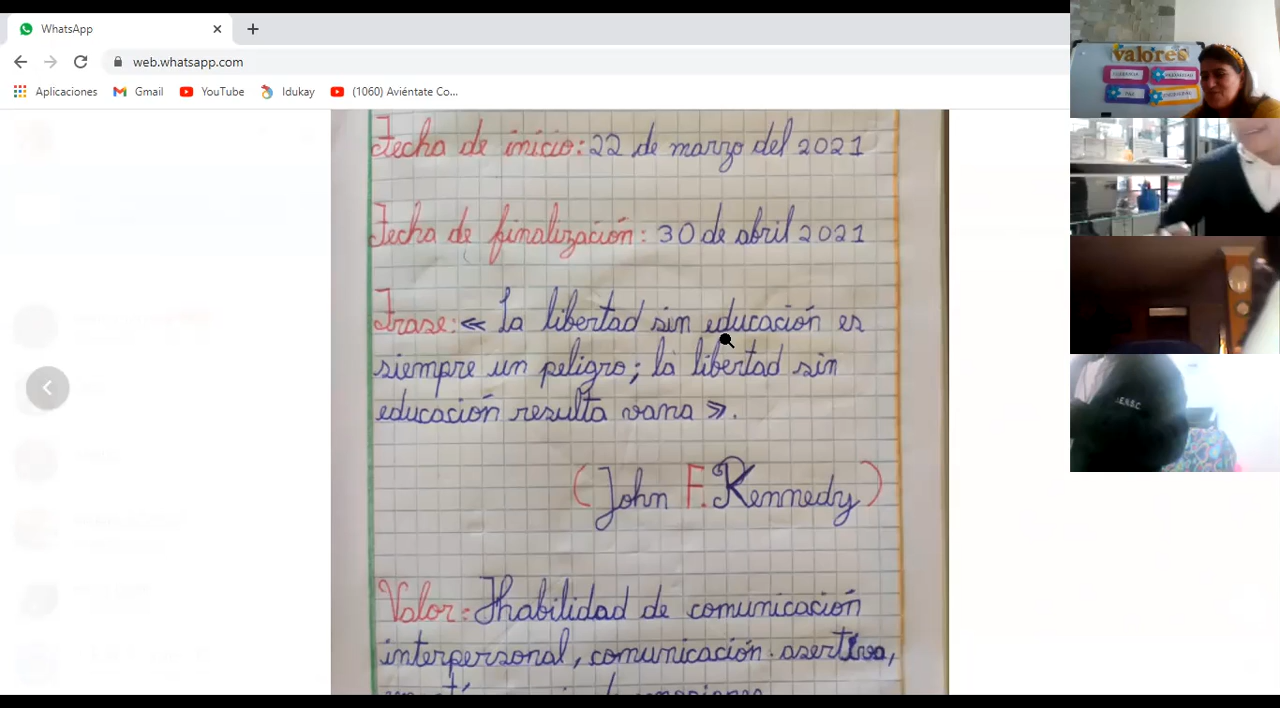 WhatsApp
web.whatsapp.com
Aplicaciones
Gmail
YouTube
Idukay
(1060) Aviéntate Co...
valores
Fecha de inicio: 22 de marzo del 2021
Fecha de finalización: 30 de abril 2021
Frase: « La libertad sin educación es
siempre un peligro; la libertad sin
educación resulta vana ».
(John F. Kennedy)
Valor: Habilidad de comunicación
interpersonal, comunicación asertiva,